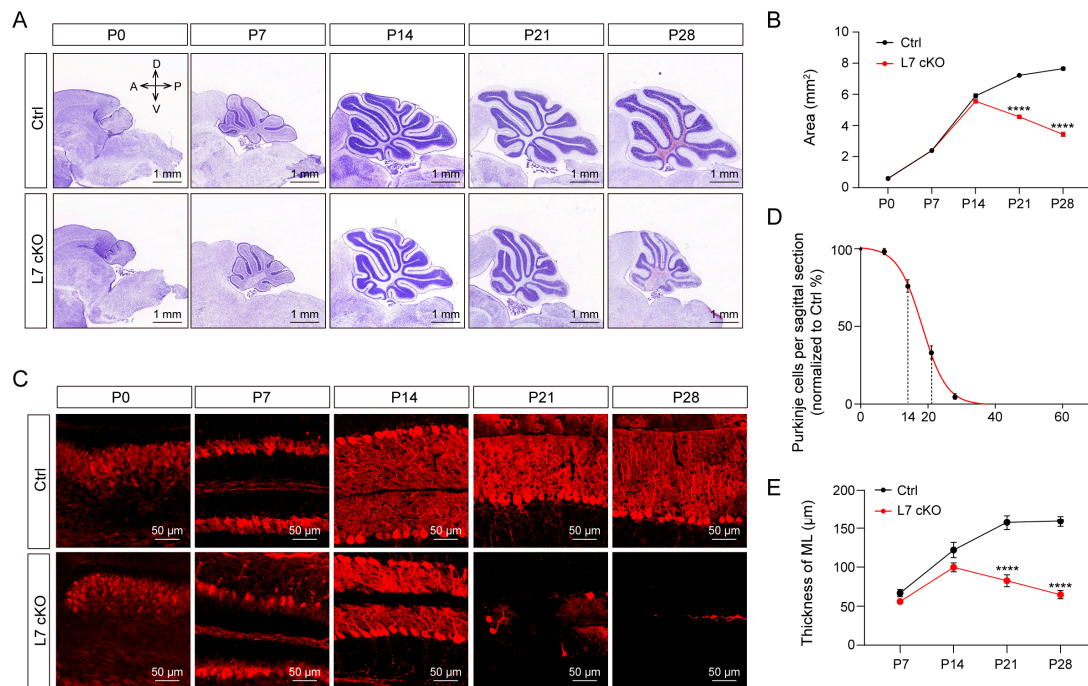 A
P0
P7
P14
P21
P28
Ctrl
D
A
P
V
1 mm
1 mm
1 mm
1 mm
1 mm
L7 cKO
1 mm
1 mm
1 mm
1 mm
1 mm
B
Area (mm²)
10
8
6
4
2
0
Ctrl
L7 cKO
****
****
P0
P7
P14
P21
P28
C
P0
P7
P14
P21
P28
Ctrl
50 µm
50 µm
50 µm
50 µm
50 µm
L7 cKO
50 µm
50 µm
50 µm
50 µm
50 µm
D
Purkinje cells per sagittal section
(normalized to Ctrl %)
100
50
0
0
14
20
40
60
E
Thickness of ML (µm)
200
150
100
50
0
Ctrl
L7 cKO
****
****
P7
P14
P21
P28